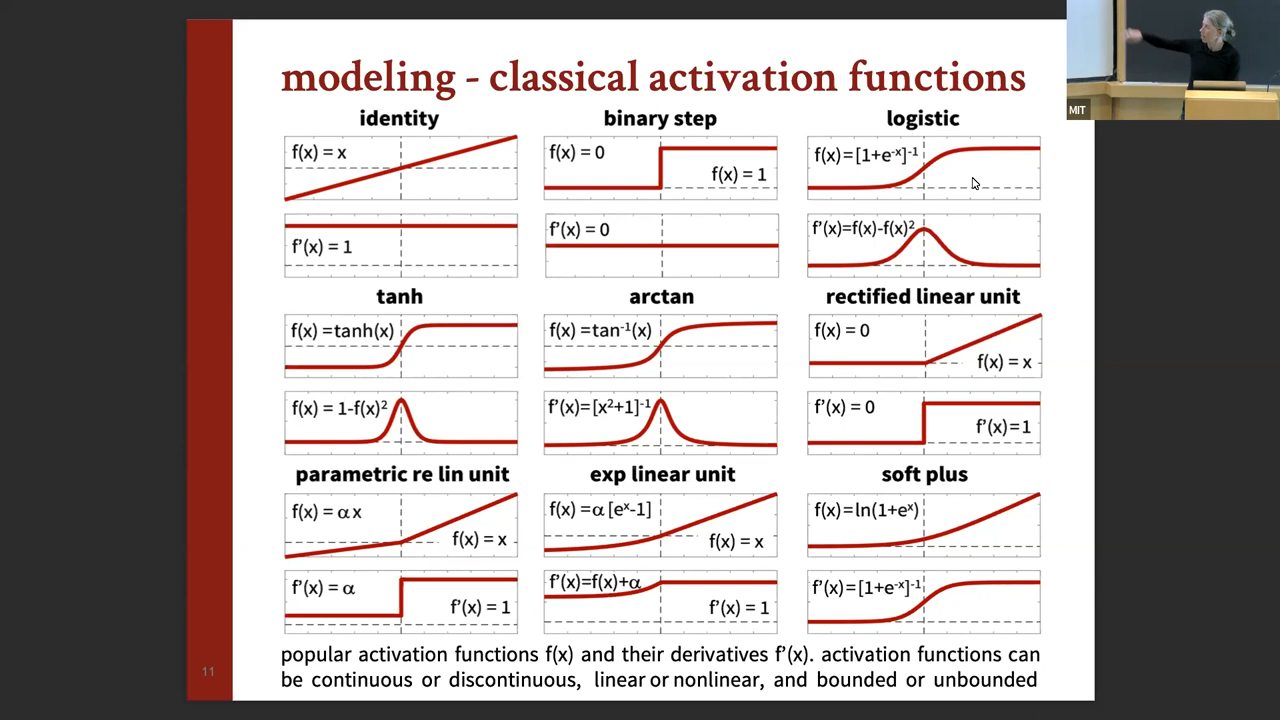 modeling - classical activation functions
MIT
identity
binary step
logistic
f(x) = x
f(x) = 0
f(x) = 1
f(x)=[1+e⁻ˣ]⁻¹
f'(x) = 1
f'(x) = 0
f'(x)=f(x)-f(x)²
tanh
arctan
rectified linear unit
f(x) =tanh(x)
f(x) =tan⁻¹(x)
f(x) = 0
f(x) = x
f(x) = 1-f(x)²
f'(x)=[x²+1]⁻¹
f'(x) = 0
f'(x) = 1
parametric re lin unit
exp linear unit
soft plus
f(x) = α x
f(x) = x
f(x) =α [eˣ-1]
f(x) = x
f(x)=ln(1+eˣ)
f'(x) = α
f'(x) = 1
f'(x)=f(x)+α
f'(x) = 1
f'(x)=[1+e⁻ˣ]⁻¹
popular activation functions f(x) and their derivatives f'(x). activation functions can
be continuous or discontinuous, linear or nonlinear, and bounded or unbounded
11